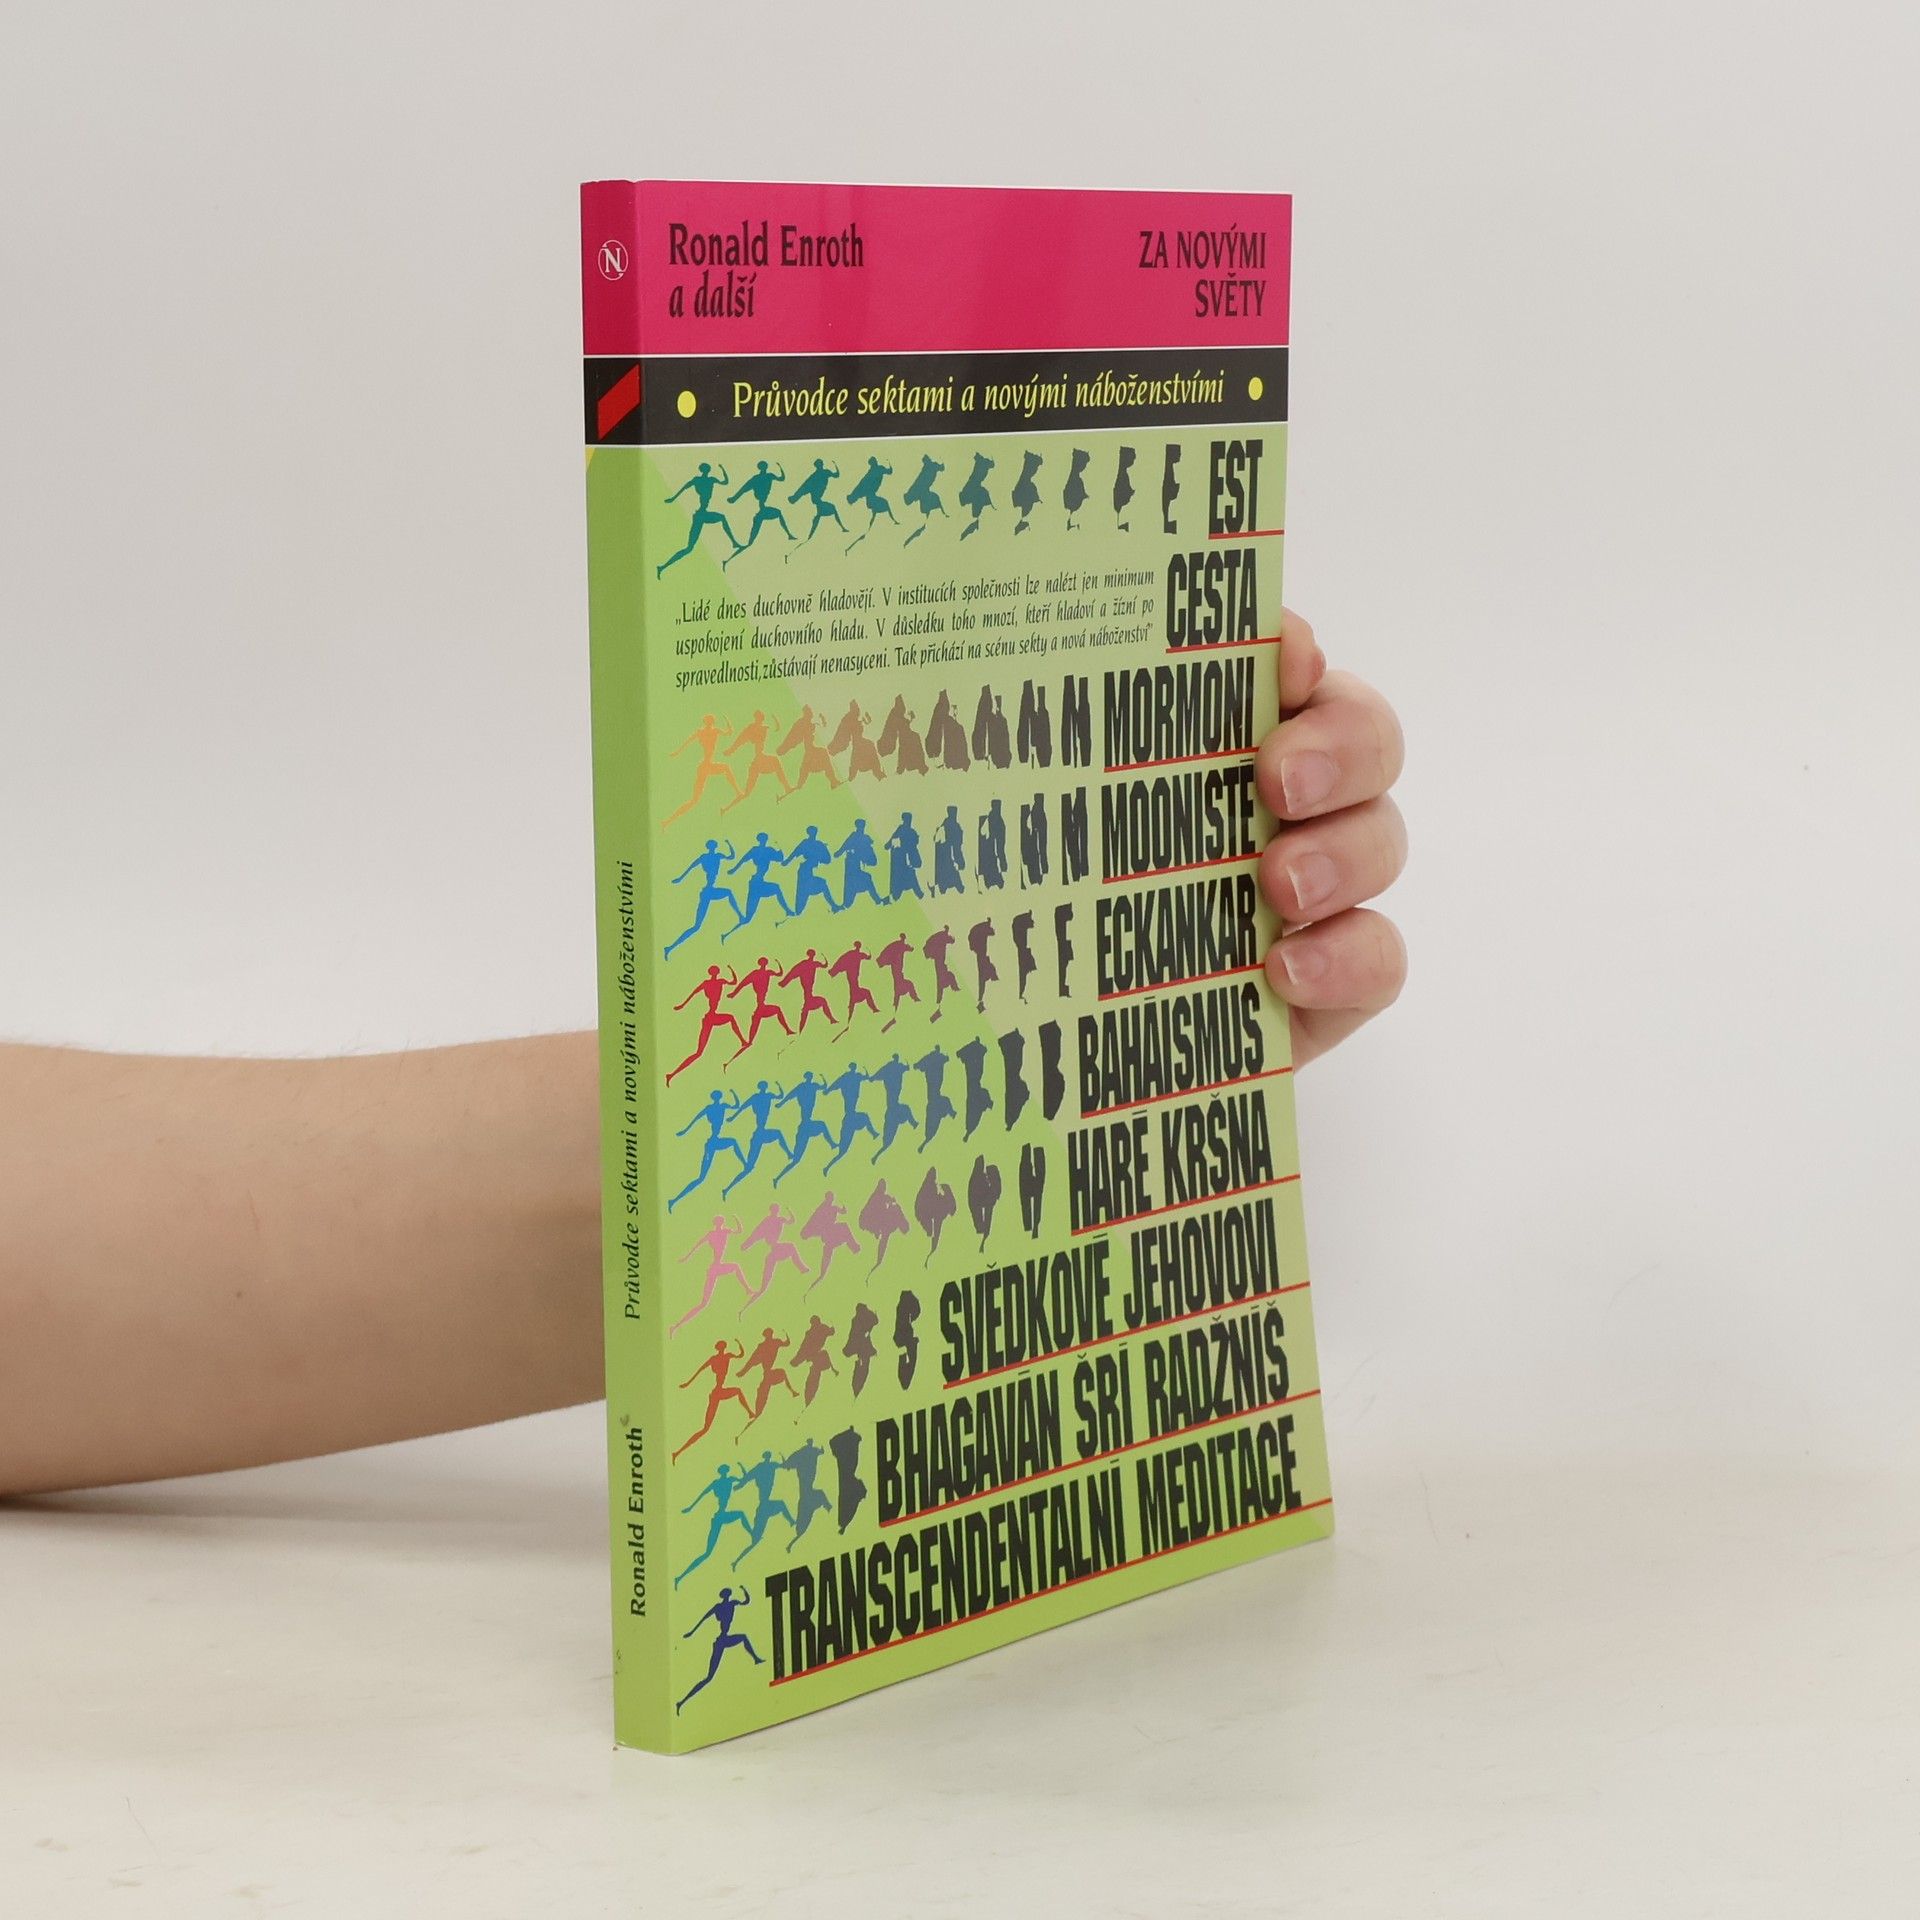 N
Ronald Enroth
a další
ZA NOVÝMI
SVĚTY
Průvodce sektami a novými náboženstvími
EST
„Lidé dnes duchovně hladovějí. V institucích společnosti lze nalézt jen minimum
uspokojení duchovního hladu. V důsledku toho mnozí, kteří hladoví a žízní po
spravedlnosti,zůstávají nenasyceni. Tak přichází na scénu sekty a nová náboženství"
CESTA
MORMONI
MOONISTÉ
ECKANKAR
BAHÁISMUS
HARÉ KRŠNA
SVĚDKOVÉ JEHOVOVI
BHAGAVÁN ŠRÍ RADŽNÍŠ
TRANSCENDENTALNÍ MEDITACE
Ronald Enroth
Průvodce sektami a novými náboženstvími